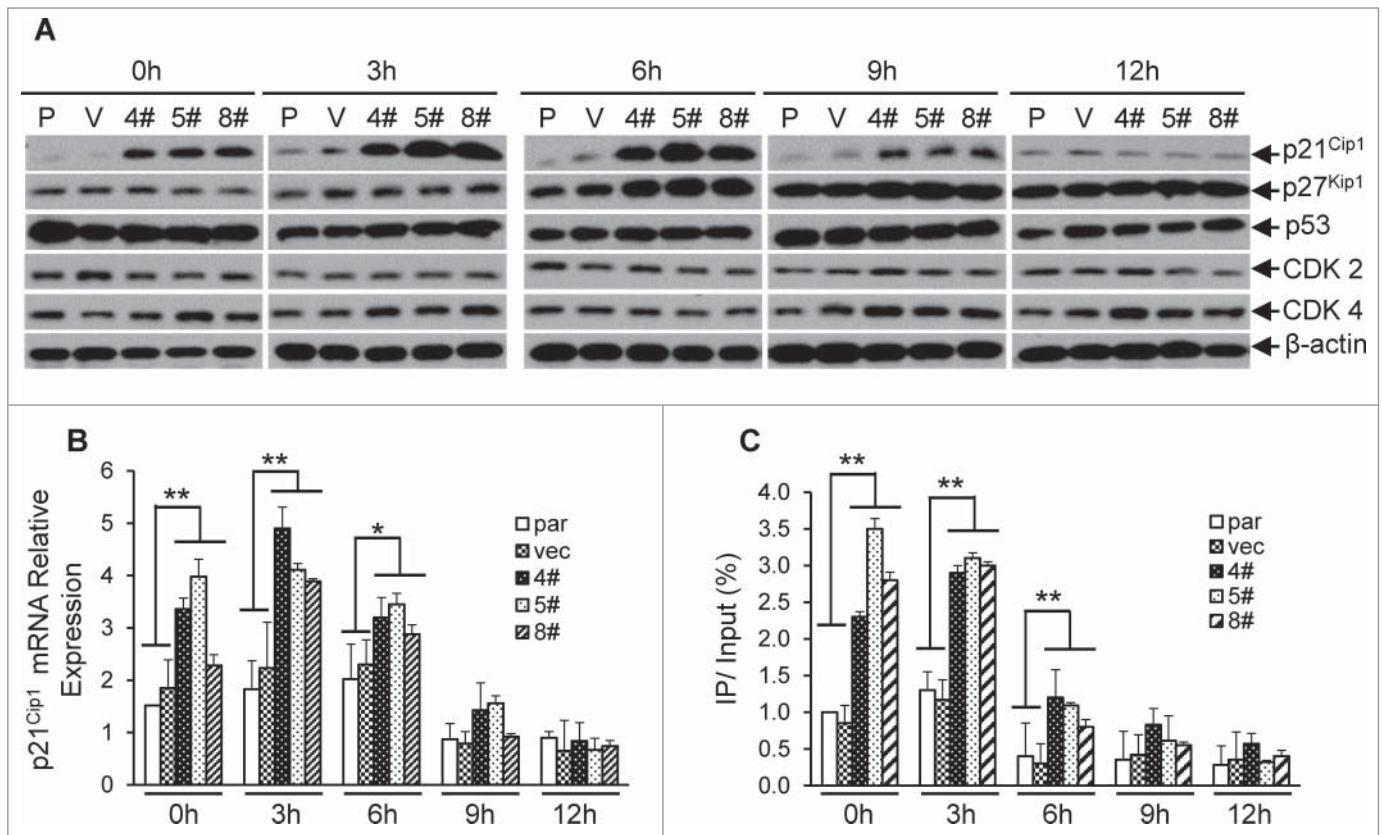 A
0h 3h 6h 9h 12h
P V 4# 5# 8# P V 4# 5# 8# P V 4# 5# 8# P V 4# 5# 8# P V 4# 5# 8#
p21Cip1
p27Kip1
p53
CDK 2
CDK 4
β-actin
B
p21Cip1 mRNA Relative
Expression
6
5
4
3
2
1
0
** ** *
par
vec
4#
5#
8#
0h 3h 6h 9h 12h
C
IP/ Input (%)
4.0
3.5
3.0
2.5
2.0
1.5
1.0
0.5
0.0
** ** **
par
vec
4#
5#
8#
0h 3h 6h 9h 12h